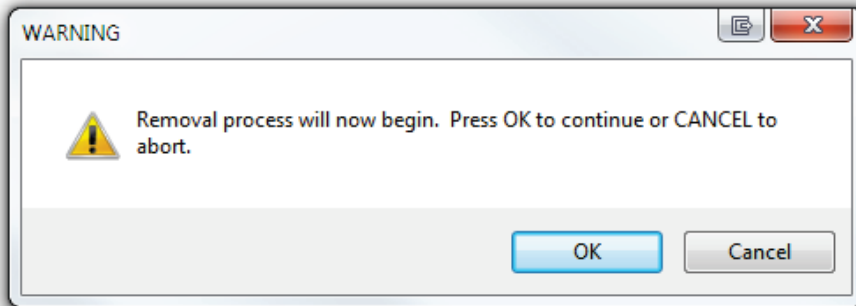 WARNING
Removal process will now begin.  Press OK to continue or CANCEL to
abort.
OK
Cancel